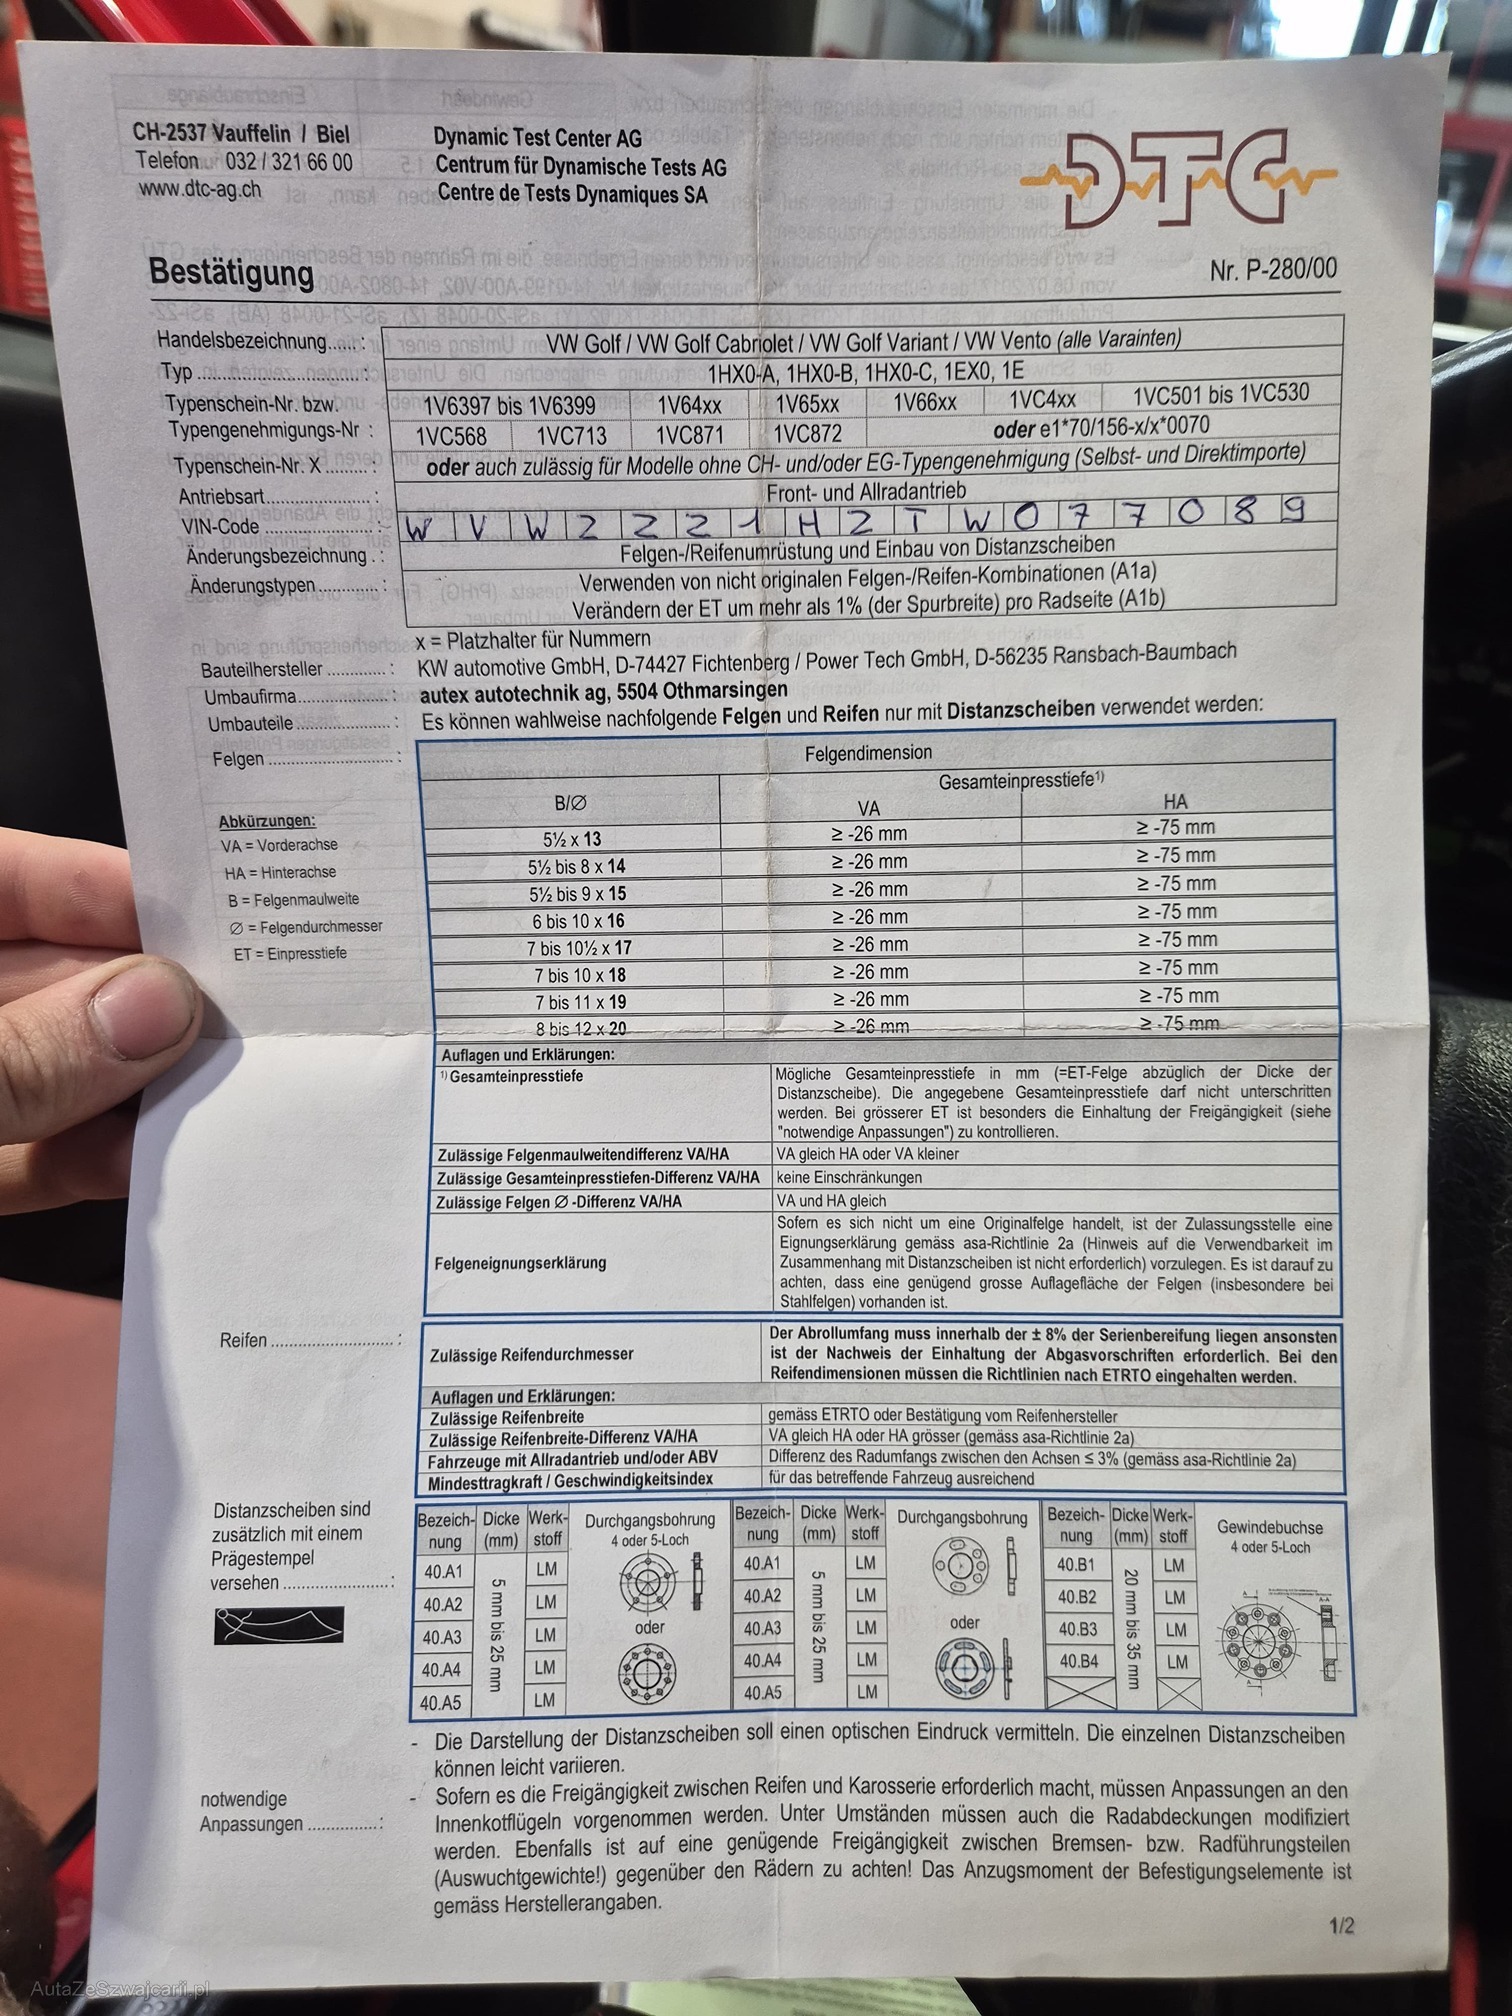 CH-2537 Vauffelin / Biel
Telefon 032 / 321 66 00
www.dtc-ag.ch
Dynamic Test Center AG
Centrum für Dynamische Tests AG
Centre de Tests Dynamiques SA
DTC
Bestätigung
Nr. P-280/00
Handelsbezeichnung......: VW Golf / VW Golf Cabriolet / VW Golf Variant / VW Vento (alle Varainten)
Typ ............................: 1HX0-A, 1HX0-B, 1HX0-C, 1EX0, 1E
Typenschein-Nr. bzw. 1V6397 bis 1V6399 1V64xx 1V65xx 1V66xx 1VC4xx 1VC501 bis 1VC530
Typengenehmigungs-Nr : 1VC568 1VC713 1VC871 1VC872 oder e1*70/156-x/x*0070
Typenschein-Nr. X.........: oder auch zulässig für Modelle ohne CH- und/oder EG-Typengenehmigung (Selbst- und Direktimporte)
Antriebsart......................: Front- und Allradantrieb
VIN-Code ......................: W V W Z Z Z 1 H Z T W 0 7 7 0 8 9
Änderungsbezeichnung .: Felgen-/Reifenumrüstung und Einbau von Distanzscheiben
Änderungstypen.............: Verwenden von nicht originalen Felgen-/Reifen-Kombinationen (A1a)
Verändern der ET um mehr als 1% (der Spurbreite) pro Radseite (A1b)
x = Platzhalter für Nummern
Bauteilhersteller .............: KW automotive GmbH, D-74427 Fichtenberg / Power Tech GmbH, D-56235 Ransbach-Baumbach
Umbaufirma....................: autex autotechnik ag, 5504 Othmarsingen
Umbauteile ....................: Es können wahlweise nachfolgende Felgen und Reifen nur mit Distanzscheiben verwendet werden:
Felgen ...........................:
Felgendimension
B/Ø
Gesamteinpresstiefe1)
VA HA
5½ x 13 ≥ -26 mm ≥ -75 mm
5½ bis 8 x 14 ≥ -26 mm ≥ -75 mm
5½ bis 9 x 15 ≥ -26 mm ≥ -75 mm
6 bis 10 x 16 ≥ -26 mm ≥ -75 mm
7 bis 10½ x 17 ≥ -26 mm ≥ -75 mm
7 bis 10 x 18 ≥ -26 mm ≥ -75 mm
7 bis 11 x 19 ≥ -26 mm ≥ -75 mm
8 bis 12 x 20 ≥ -26 mm ≥ -75 mm
Abkürzungen:
VA = Vorderachse
HA = Hinterachse
B = Felgenmaulweite
Ø = Felgendurchmesser
ET = Einpresstiefe
Auflagen und Erklärungen:
1) Gesamteinpresstiefe
Mögliche Gesamteinpresstiefe in mm (=ET-Felge abzüglich der Dicke der
Distanzscheibe). Die angegebene Gesamteinpresstiefe darf nicht unterschritten
werden. Bei grösserer ET ist besonders die Einhaltung der Freigängigkeit (siehe
"notwendige Anpassungen") zu kontrollieren.
Zulässige Felgenmaulweitendifferenz VA/HA VA gleich HA oder VA kleiner
Zulässige Gesamteinpresstiefen-Differenz VA/HA keine Einschränkungen
Zulässige Felgen Ø -Differenz VA/HA VA und HA gleich
Felgeneignungserklärung
Sofern es sich nicht um eine Originalfelge handelt, ist der Zulassungsstelle eine
Eignungserklärung gemäss asa-Richtlinie 2a (Hinweis auf die Verwendbarkeit im
Zusammenhang mit Distanzscheiben ist nicht erforderlich) vorzulegen. Es ist darauf zu
achten, dass eine genügend grosse Auflagefläche der Felgen (insbesondere bei
Stahlfelgen) vorhanden ist.
Reifen ............................:
Zulässige Reifendurchmesser
Der Abrollumfang muss innerhalb der ± 8% der Serienbereifung liegen ansonsten
ist der Nachweis der Einhaltung der Abgasvorschriften erforderlich. Bei den
Reifendimensionen müssen die Richtlinien nach ETRTO eingehalten werden.
Auflagen und Erklärungen:
Zulässige Reifenbreite gemäss ETRTO oder Bestätigung vom Reifenhersteller
Zulässige Reifenbreite-Differenz VA/HA VA gleich HA oder HA grösser (gemäss asa-Richtlinie 2a)
Fahrzeuge mit Allradantrieb und/oder ABV Differenz des Radumfangs zwischen den Achsen ≤ 3% (gemäss asa-Richtlinie 2a)
Mindesttragkraft / Geschwindigkeitsindex für das betreffende Fahrzeug ausreichend
Distanzscheiben sind
zusätzlich mit einem
Prägestempel
versehen ........................:
Bezeich-nung Dicke (mm) Werk-stoff Durchgangsbohrung 4 oder 5-Loch
40.A1 LM
40.A2 LM
40.A3 LM
40.A4 LM
40.A5 LM
5 mm bis 25 mm
oder
Bezeich-nung Dicke (mm) Werk-stoff Durchgangsbohrung
40.A1 LM
40.A2 LM
40.A3 LM
40.A4 LM
40.A5 LM
5 mm bis 25 mm
oder
Bezeich-nung Dicke (mm) Werk-stoff Gewindebuchse 4 oder 5-Loch
40.B1 LM
40.B2 LM
40.B3 LM
40.B4 LM
20 mm bis 35 mm
- Die Darstellung der Distanzscheiben soll einen optischen Eindruck vermitteln. Die einzelnen Distanzscheiben
können leicht variieren.
notwendige
Anpassungen ...............:
- Sofern es die Freigängigkeit zwischen Reifen und Karosserie erforderlich macht, müssen Anpassungen an den
Innenkotflügeln vorgenommen werden. Unter Umständen müssen auch die Radabdeckungen modifiziert
werden. Ebenfalls ist auf eine genügende Freigängigkeit zwischen Bremsen- bzw. Radführungsteilen
(Auswuchtgewichte!) gegenüber den Rädern zu achten! Das Anzugsmoment der Befestigungselemente ist
gemäss Herstellerangaben.
1/2
AutaZeSzwajcarii.pl